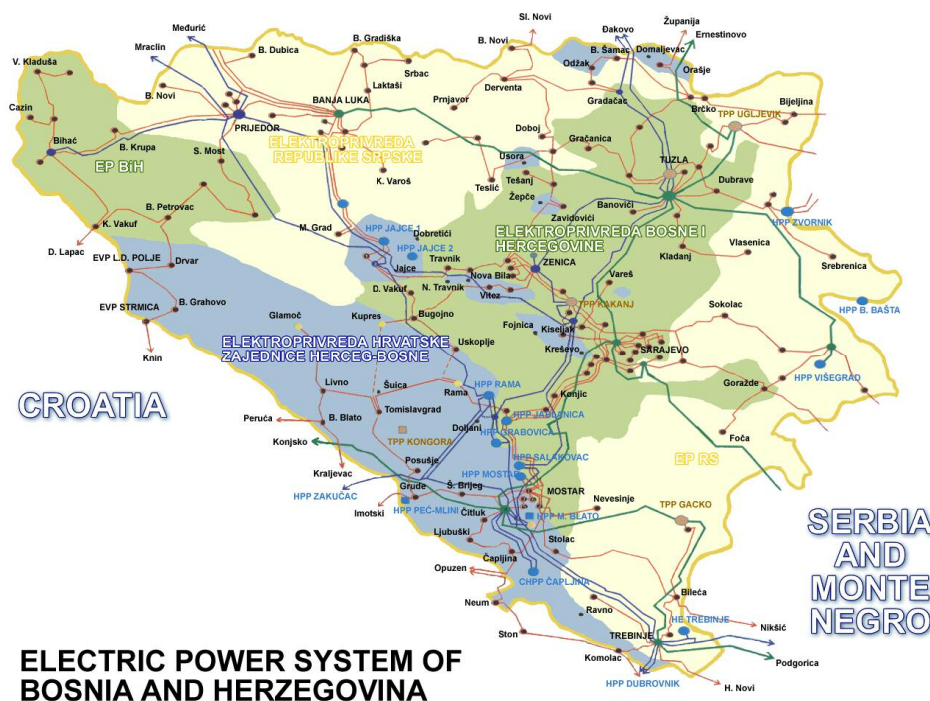 Međurić
Mraclin
V. Kladuša
Cazin
Bihać
B. Novi
B. Dubica
B. Gradiška
Srbac
Laktaši
BANJA LUKA
PRIJEDOR
B. Krupa
S. Most
EP BiH
ELEKTROPRIVREDA
REPUBLIKE SRPSKE
K. Varoš
Prnjavor
Sl. Novi
B. Novi
Derventa
Đakovo
B. Šamac
Odžak
Domaljevac
Županija
Ernestinovo
Orašje
Gradačac
Brčko
Bijeljina
TPP UGLJEVIK
Doboj
Gračanica
Usora
Tešanj
Teslić
Žepče
Zavidovići
TUZLA
Banovići
Dubrave
HPP ZVORNIK
B. Petrovac
K. Vakuf
D. Lapac
EVP L.D. POLJE
Drvar
EVP STRMICA
B. Grahovo
Knin
M. Grad
HPP JAJCE 1
HPP JAJCE 2
Dobretići
Jajce
Travnik
Nova Bila
N. Travnik
Vitez
D. Vakuf
Bugojno
ELEKTROPRIVREDA BOSNE I
HERCEGOVINE
ZENICA
Kladanj
Vlasenica
Srebrenica
Vareš
TPP KAKANJ
HPP B. BAŠTA
Glamoč
Kupres
Fojnica
Kiseljak
Kreševo
SARAJEVO
Sokolac
ELEKTROPRIVREDA HRVATSKE
ZAJEDNICE HERCEG-BOSNE
Uskoplje
HPP VIŠEGRAD
Goražde
Foča
CROATIA
Livno
Šuica
Rama
HPP RAMA
Konjic
HPP JABLANICA
Doljani
HPP GRABOVICA
Peruča
B. Blato
Tomislavgrad
TPP KONGORA
Konjsko
Posušje
HPP SALAKOVAC
HPP MOSTAR
EP RS
Kraljevec
HPP ZAKUČAC
Grude
Š. Brijeg
MOSTAR
Nevesinje
TPP GACKO
Imotski
HPP PEĆ-MLINI
Čitluk
HPP M. BLATO
Ljubuški
Stolac
Čapljina
Opuzen
CHPP ČAPLJINA
SERBIA
AND
MONTE
NEGRO
Neum
Ravno
Bileća
HE TREBINJE
Nikšić
Ston
TREBINJE
Komolac
Podgorica
HPP DUBROVNIK
H. Novi
ELECTRIC POWER SYSTEM OF
BOSNIA AND HERZEGOVINA